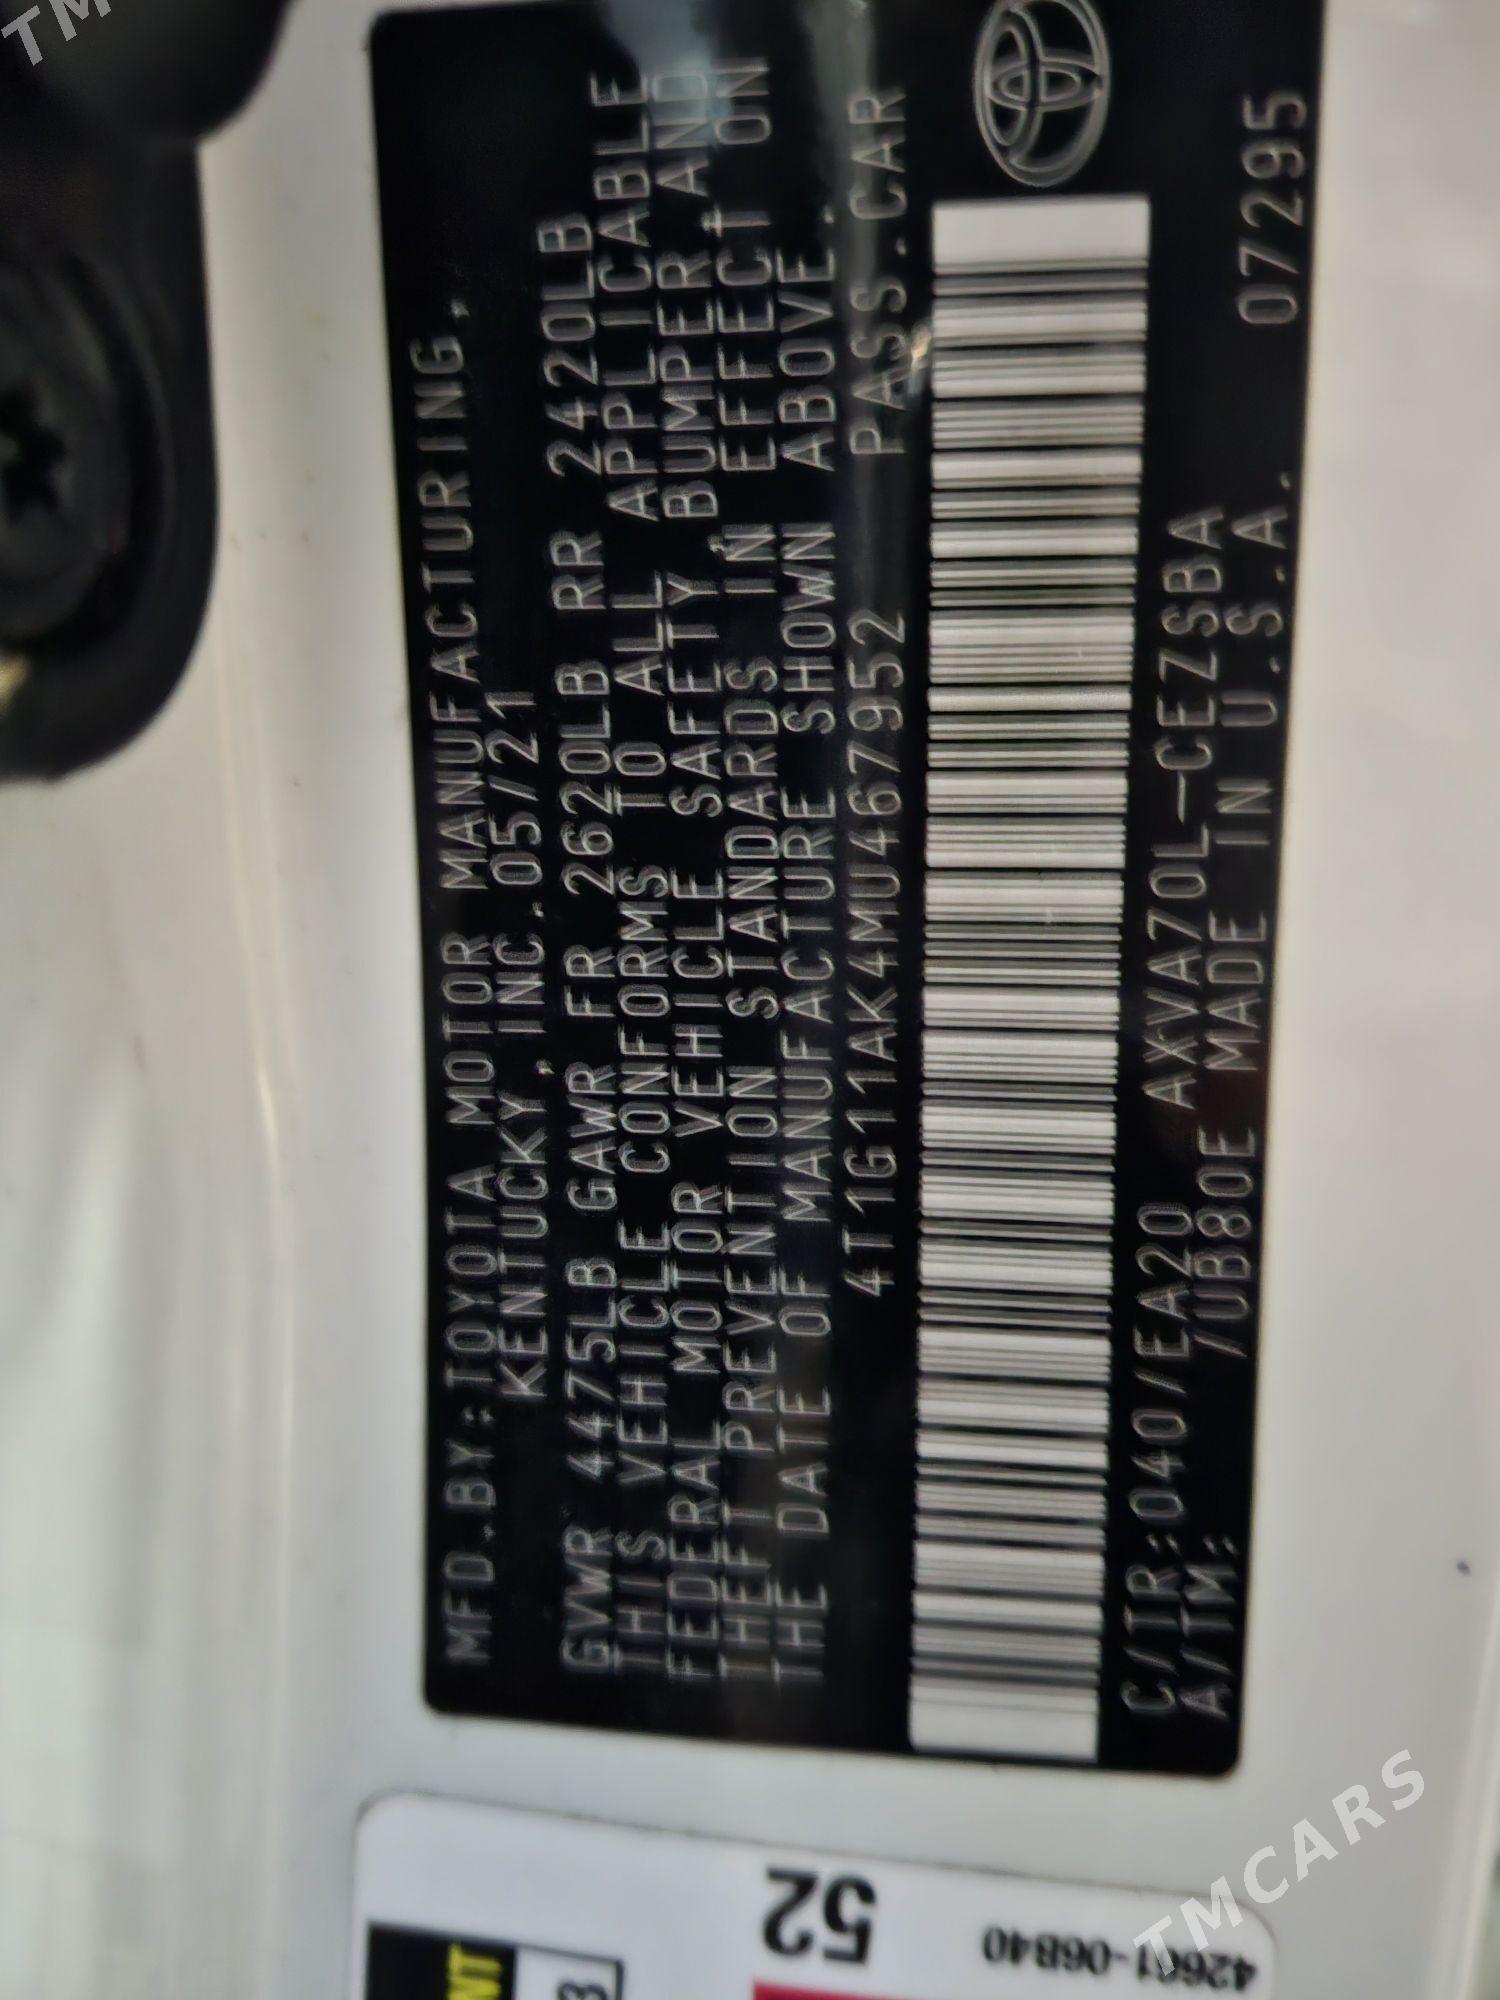 MFD.BY:TOYOTA MOTOR MANUFACTURING,
KENTUCKY, INC. 05/21
GVWR 4475LB GAWR FR 2620LB RR 2420LB
THIS VEHICLE CONFORMS TO ALL APPLICABLE
FEDERAL MOTOR VEHICLE SAFETY,BUMPER,AND
THEFT PREVENTION STANDARDS IN EFFECT ON
THE DATE OF MANUFACTURE SHOWN ABOVE.
4T1G11AK4MU467952 PASS.CAR
C/TR:040/EA20 AXVA70L-CEZSBA
A/TM: /UB80E MADE IN U.S.A. 07295
52
42661-06B40
NT
3
TMCARS
TM